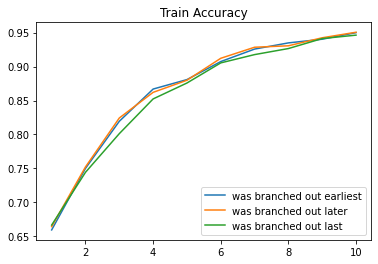 Train Accuracy
0.95
0.90
0.85
0.80
0.75
0.70
0.65
was branched out earliest
was branched out later
was branched out last
2 4 6 8 10